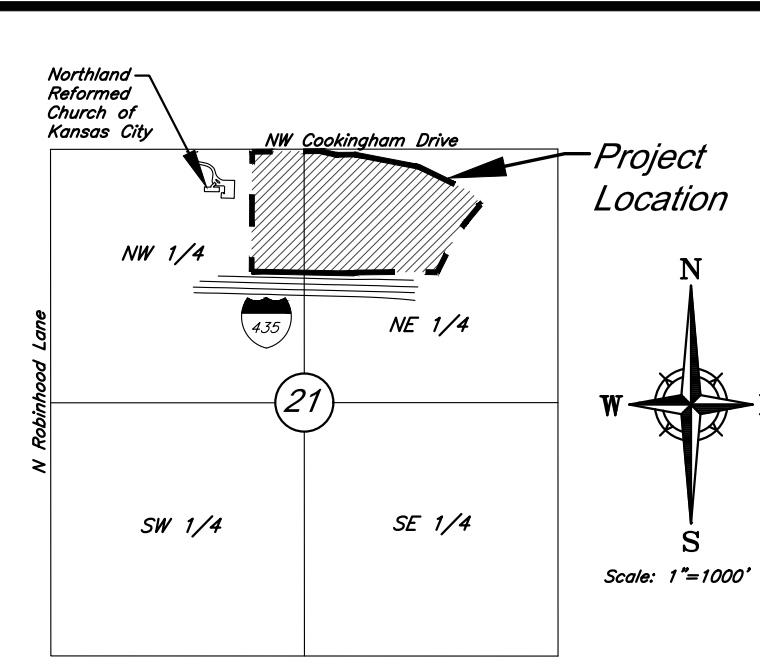 Northland
Reformed
Church of
Kansas City
NW Cookingham Drive
Project
Location
NW 1/4
435
NE 1/4
N Robinhood Lane
21
SW 1/4
SE 1/4
N
W
S
Scale: 1"=1000'